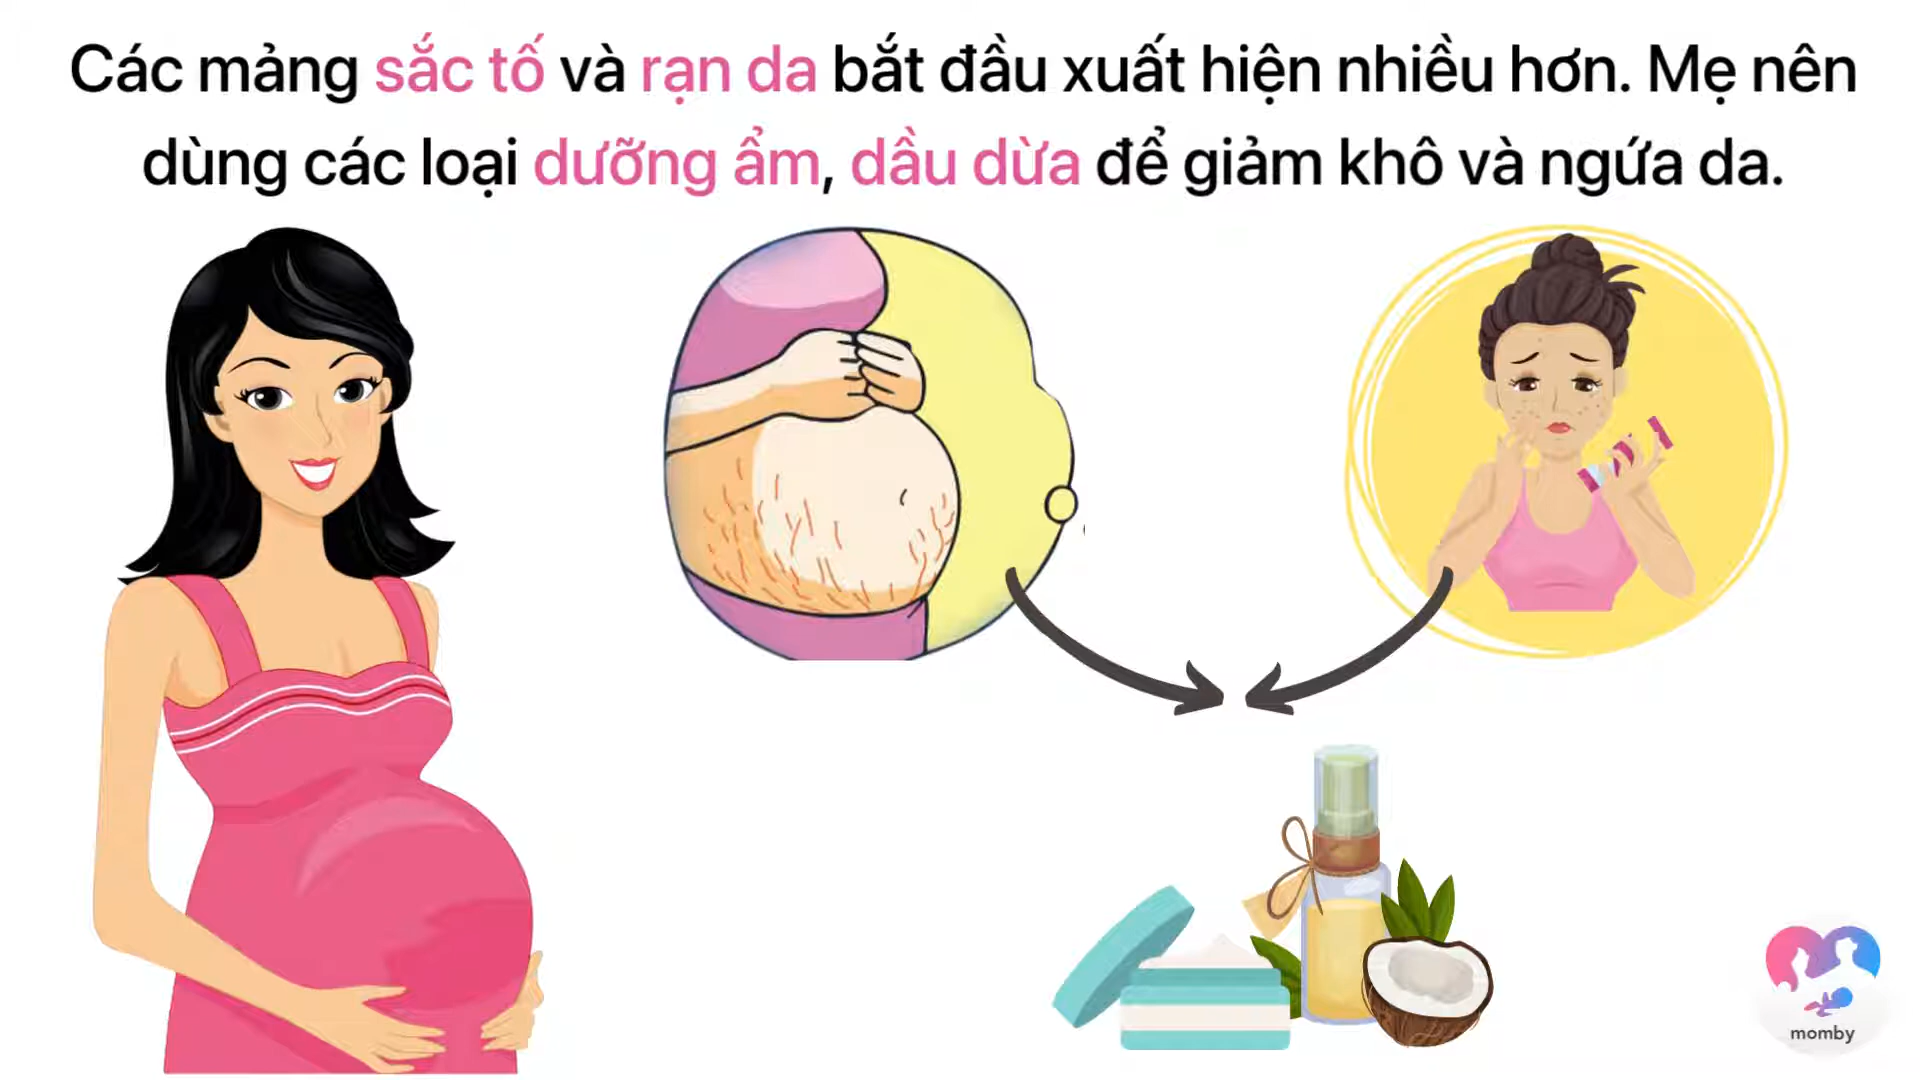 Các mảng sắc tố và rạn da bắt đầu xuất hiện nhiều hơn. Mẹ nên
dùng các loại dưỡng ẩm, dầu dừa để giảm khô và ngứa da.
momby